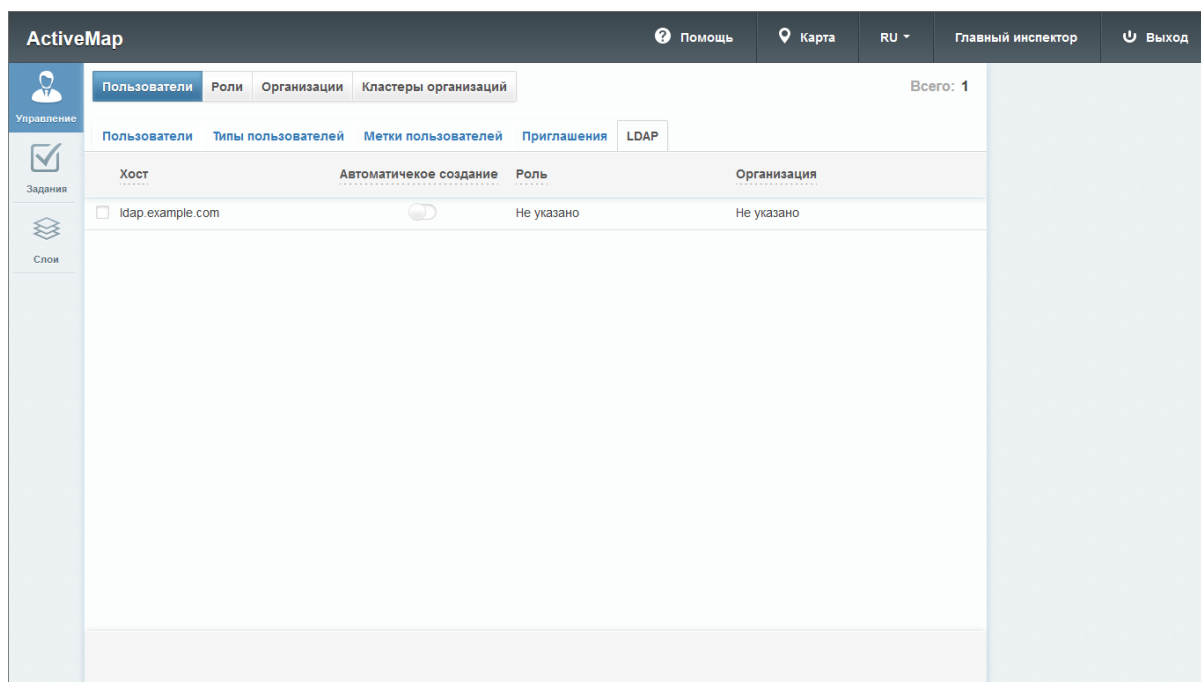 ActiveMap Помощь Карта RU Главный инспектор Выход
Управление
Задания
Слои
Пользователи Роли Организации Кластеры организаций Всего: 1
Пользователи Типы пользователей Метки пользователей Приглашения LDAP
Хост Автоматичекое создание Роль Организация
ldap.example.com Не указано Не указано